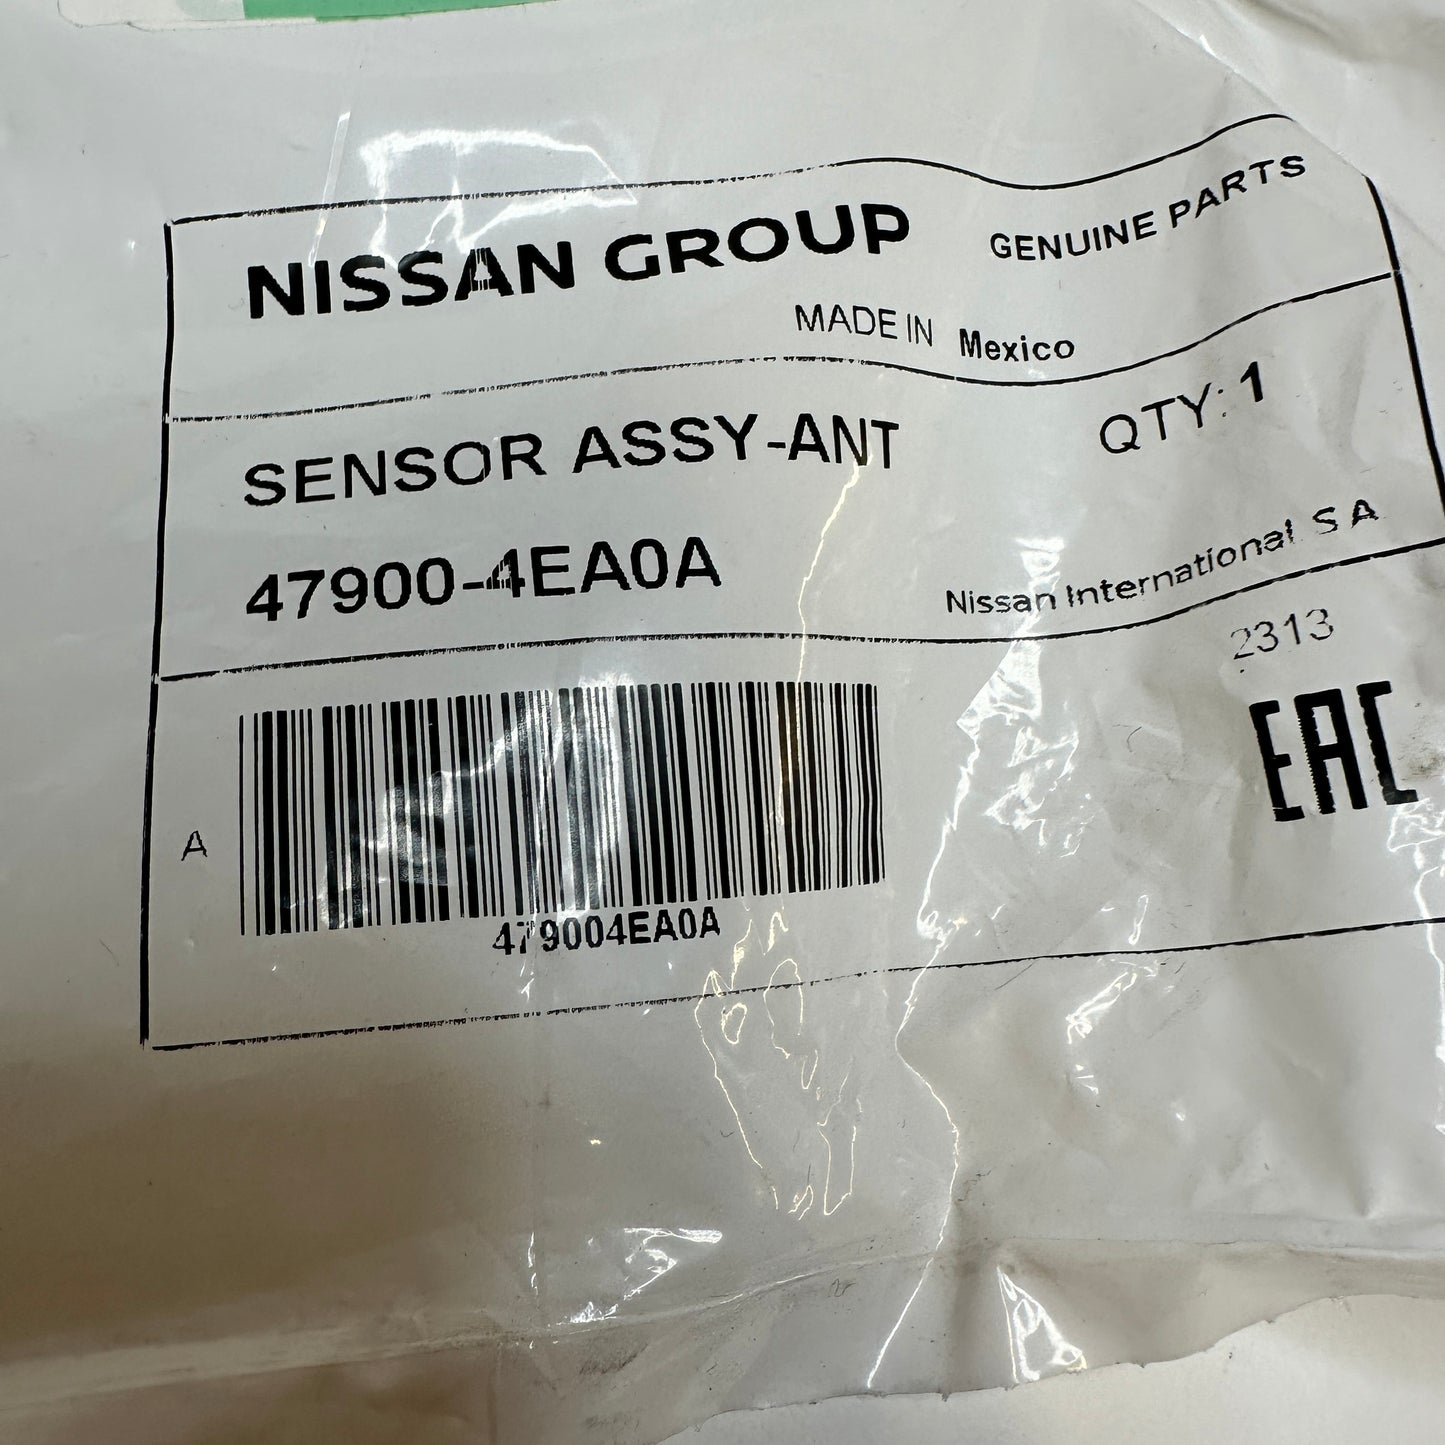 NISSAN GROUP
GENUINE PARTS
MADE IN Mexico
SENSOR ASSY-ANT
QTY: 1
47900-4EA0A
Nissan International S A
2313
EAC
A
479004EA0A